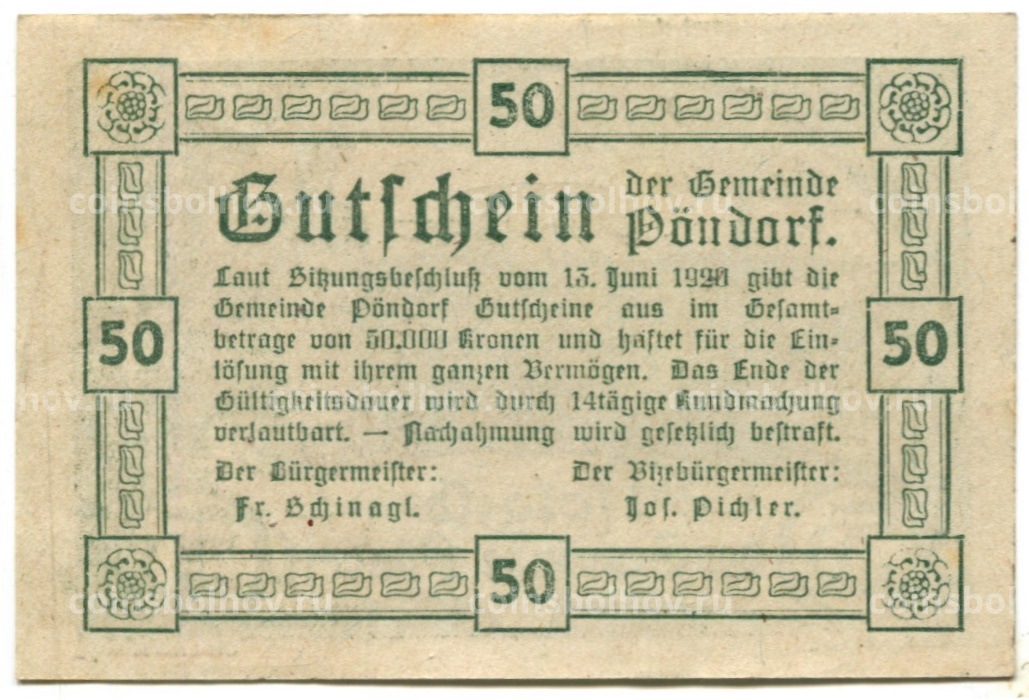 50
Gutschein der Gemeinde
Pöndorf.
Laut Sitzungsbeschluß vom 13. Juni 1920 gibt die
Gemeinde Pöndorf Gutscheine aus im Gesamt=
betrage von 50.000 Kronen und haftet für die Ein=
50 50
lösung mit ihrem ganzen Vermögen. Das Ende der
Gültigkeitsdauer wird durch 14tägige Kundmachung
verlautbart. — Nachahmung wird gesetzlich bestraft.
Der Bürgermeister: Der Vizebürgermeister:
Fr. Schinagl. Jos. Pichler.
50
coinsbolhov.ru